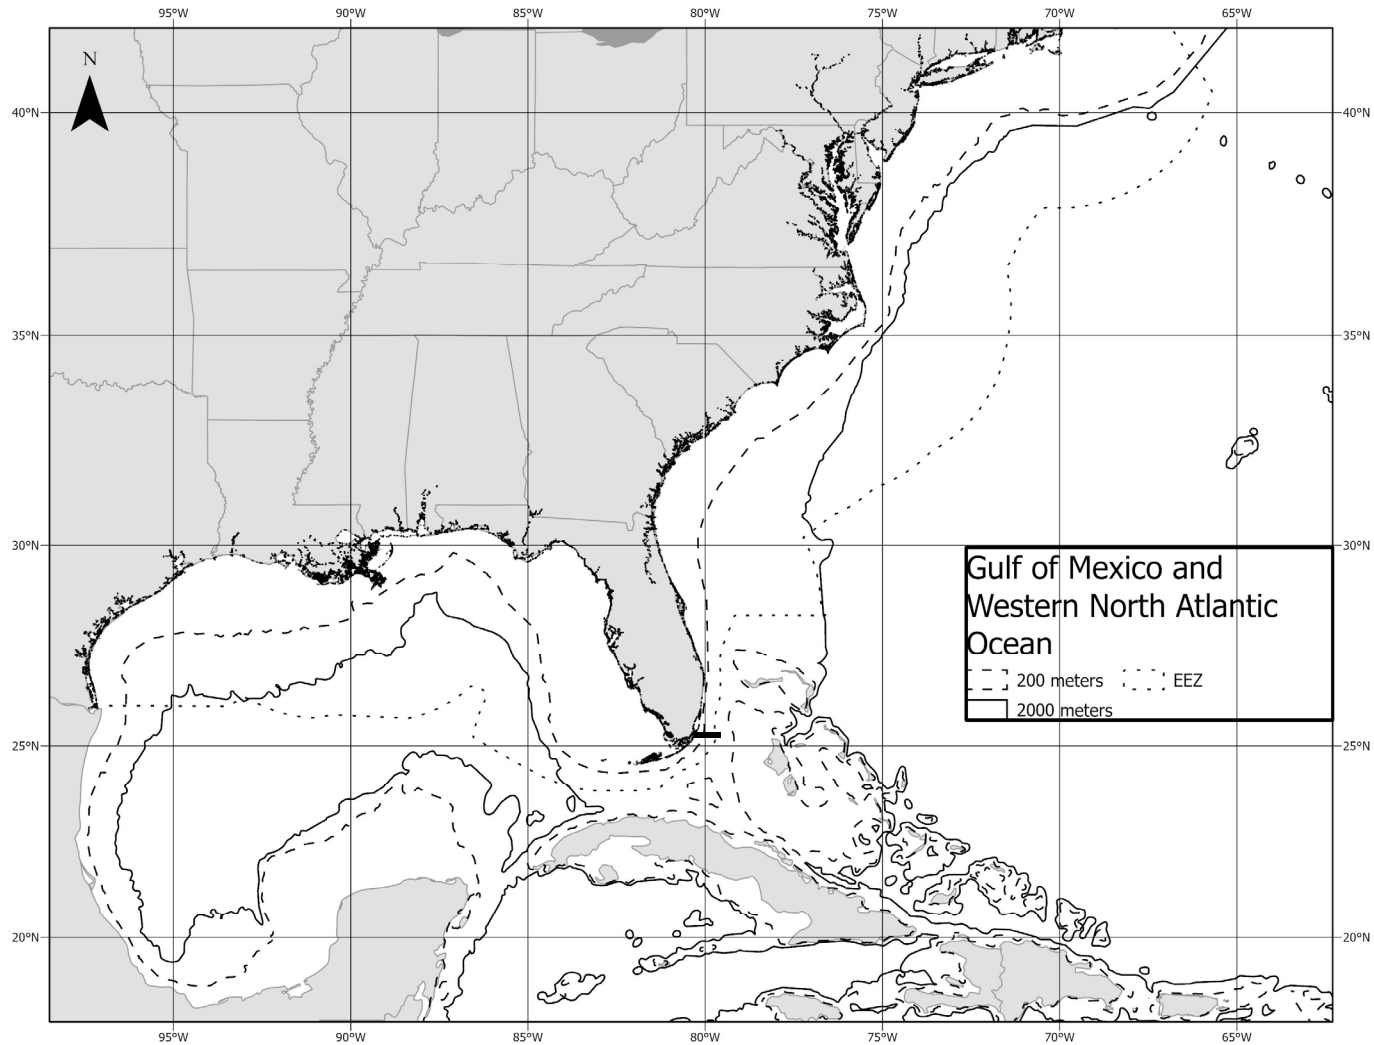 95°W 90°W 85°W 80°W 75°W 70°W 65°W
N
40°N 40°N
35°N 35°N
30°N 30°N
Gulf of Mexico and
Western North Atlantic
Ocean
200 meters EEZ
2000 meters
25°N 25°N
20°N 20°N
95°W 90°W 85°W 80°W 75°W 70°W 65°W